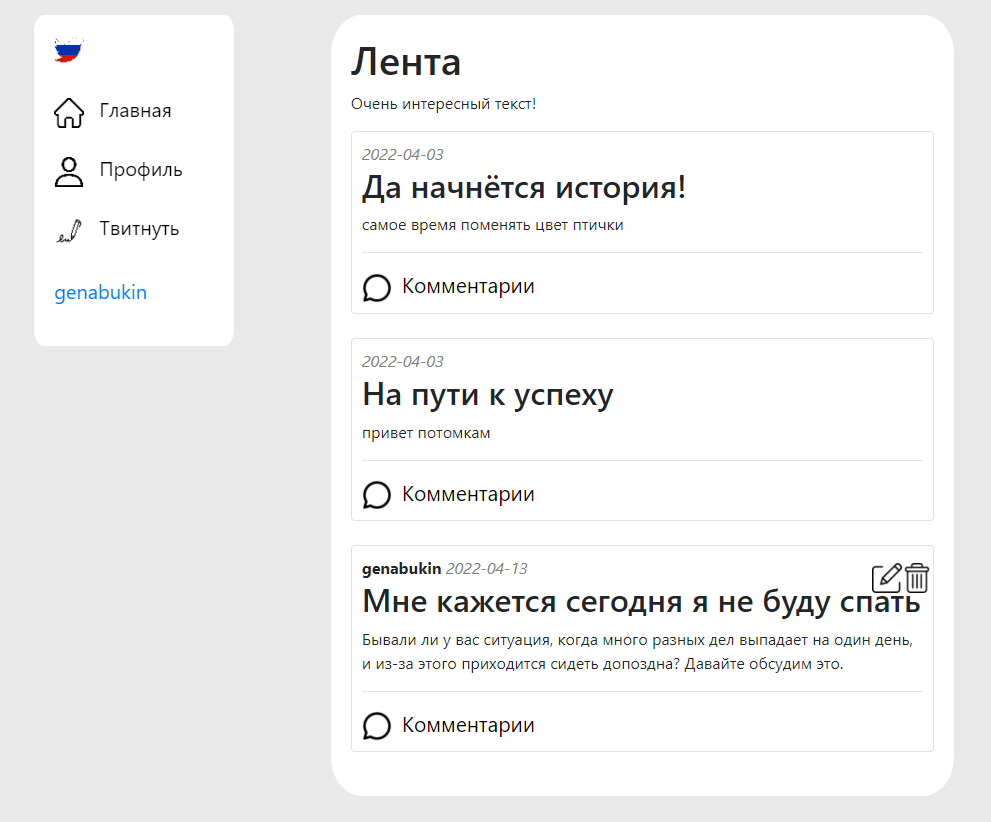 Главная
Профиль
Твитнуть
genabukin
Лента
Очень интересный текст!
2022-04-03
Да начнётся история!
самое время поменять цвет птички
Комментарии
2022-04-03
На пути к успеху
привет потомкам
Комментарии
genabukin 2022-04-13
Мне кажется сегодня я не буду спать
Бывали ли у вас ситуация, когда много разных дел выпадает на один день,
и из-за этого приходится сидеть допоздна? Давайте обсудим это.
Комментарии